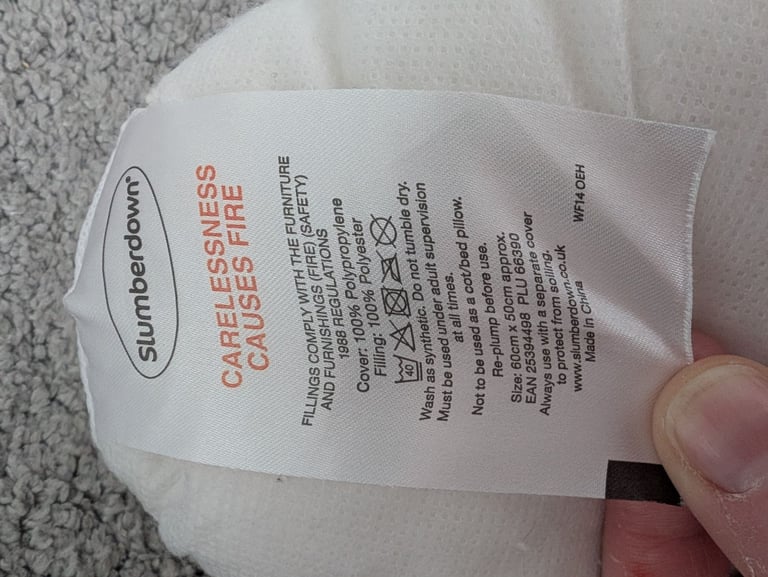 Slumberdown®
CARELESSNESS
CAUSES FIRE
FILLINGS COMPLY WITH THE FURNITURE
AND FURNISHINGS (FIRE) (SAFETY)
1988 REGULATIONS
Cover: 100% Polypropylene
Filling: 100% Polyester
40
Wash as synthetic. Do not tumble dry.
Must be used under adult supervision
at all times.
Not to be used as a cot/bed pillow.
Re-plump before use.
Size: 60cm x 50cm approx.
EAN 25394498 PLU 66390
Always use with a separate cover
to protect from soiling.
www.slumberdown.co.uk
Made in China
WF14 OEH